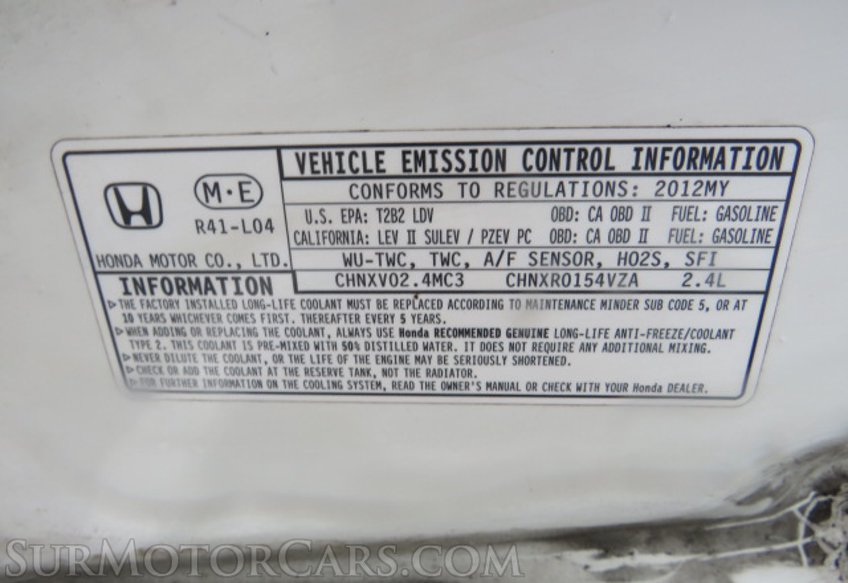 VEHICLE EMISSION CONTROL INFORMATION
M·E
CONFORMS TO REGULATIONS: 2012MY
R41-L04
U.S. EPA: T2B2 LDV OBD: CA OBD II FUEL: GASOLINE
CALIFORNIA: LEV II SULEV / PZEV PC OBD: CA OBD II FUEL: GASOLINE
HONDA MOTOR CO., LTD.
WU-TWC, TWC, A/F SENSOR, HO2S, SFI
CHNXV02.4MC3 CHNXR0154VZA 2.4L
INFORMATION
▷THE FACTORY INSTALLED LONG-LIFE COOLANT MUST BE REPLACED ACCORDING TO MAINTENANCE MINDER SUB CODE 5, OR AT
10 YEARS WHICHEVER COMES FIRST. THEREAFTER EVERY 5 YEARS.
▷WHEN ADDING OR REPLACING THE COOLANT, ALWAYS USE Honda RECOMMENDED GENUINE LONG-LIFE ANTI-FREEZE/COOLANT
TYPE 2. THIS COOLANT IS PRE-MIXED WITH 50% DISTILLED WATER. IT DOES NOT REQUIRE ANY ADDITIONAL MIXING.
▷NEVER DILUTE THE COOLANT, OR THE LIFE OF THE ENGINE MAY BE SERIOUSLY SHORTENED.
▷CHECK OR ADD THE COOLANT AT THE RESERVE TANK, NOT THE RADIATOR.
▷FOR FURTHER INFORMATION ON THE COOLING SYSTEM, READ THE OWNER'S MANUAL OR CHECK WITH YOUR Honda DEALER.
SURMOTORCARS.COM